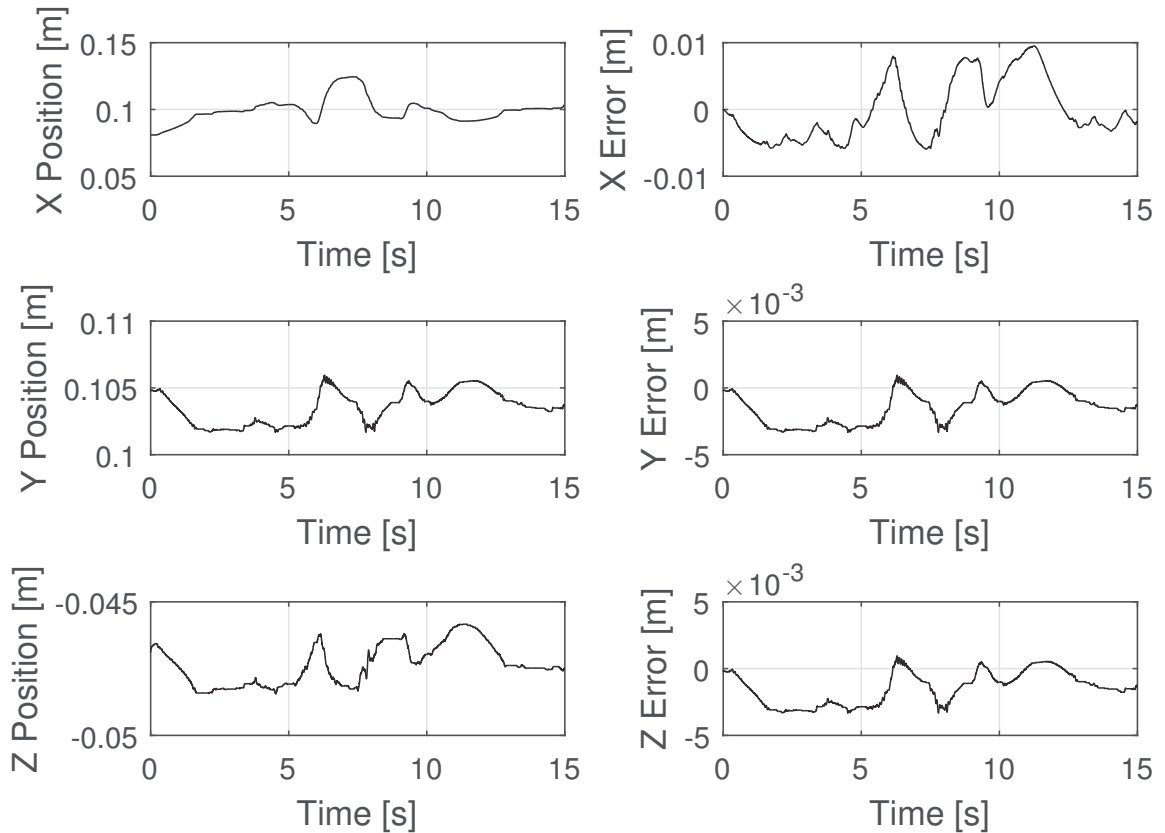 X Position [m]
0.15
0.1
0.05
0 5 10 15
Time [s]
X Error [m]
0.01
0
-0.01
0 5 10 15
Time [s]
Y Position [m]
0.11
0.105
0.1
0 5 10 15
Time [s]
×10-3
Y Error [m]
5
0
-5
0 5 10 15
Time [s]
Z Position [m]
-0.045
-0.05
0 5 10 15
Time [s]
×10-3
Z Error [m]
5
0
-5
0 5 10 15
Time [s]